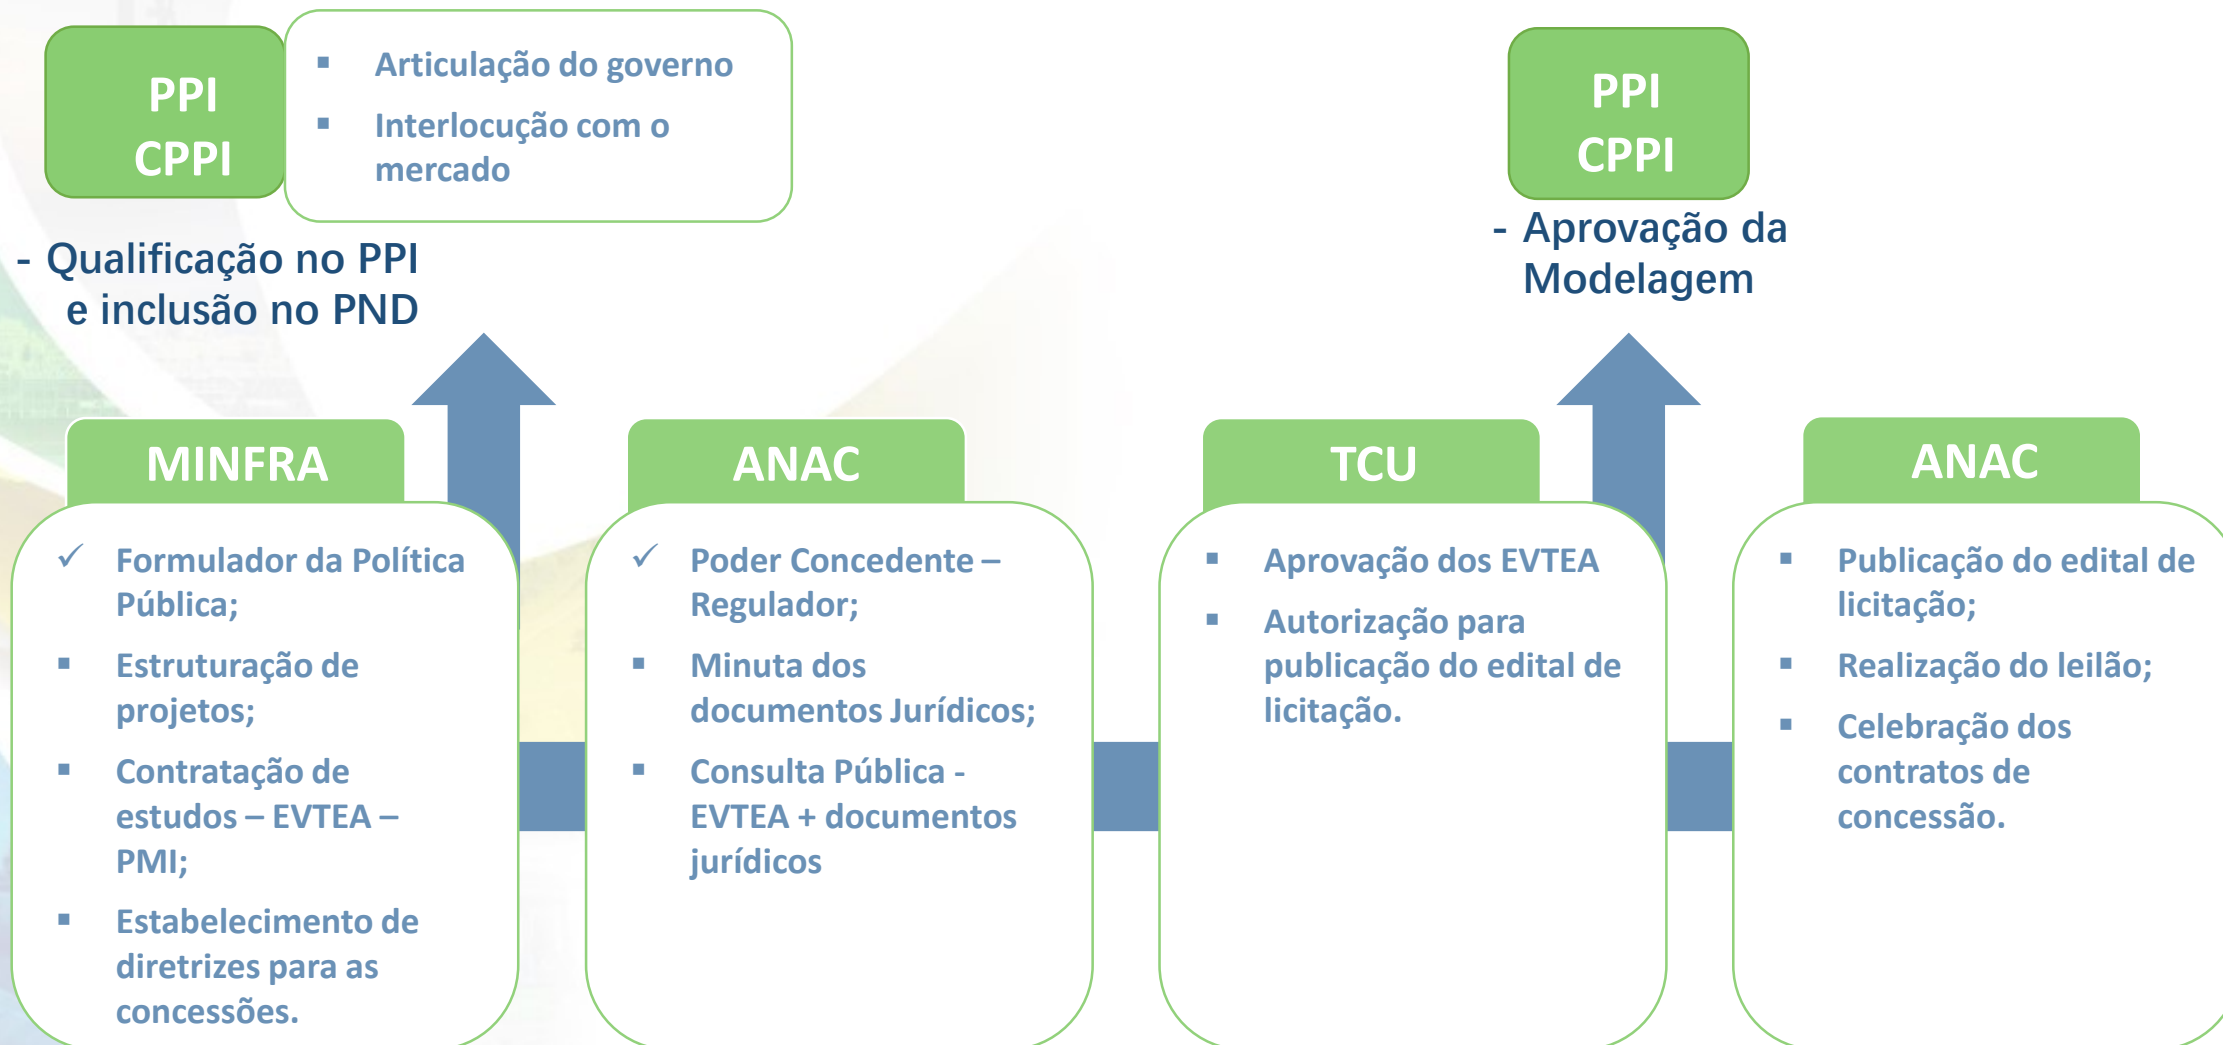 PPI
CPPI
▪ Articulação do governo
▪ Interlocução com o
mercado
- Qualificação no PPI
e inclusão no PND
PPI
CPPI
- Aprovação da
Modelagem
MINFRA
✓ Formulador da Política
Pública;
▪ Estruturação de
projetos;
▪ Contratação de
estudos – EVTEA –
PMI;
▪ Estabelecimento de
diretrizes para as
concessões.
ANAC
✓ Poder Concedente –
Regulador;
▪ Minuta dos
documentos Jurídicos;
▪ Consulta Pública -
EVTEA + documentos
jurídicos
TCU
▪ Aprovação dos EVTEA
▪ Autorização para
publicação do edital de
licitação.
ANAC
▪ Publicação do edital de
licitação;
▪ Realização do leilão;
▪ Celebração dos
contratos de
concessão.